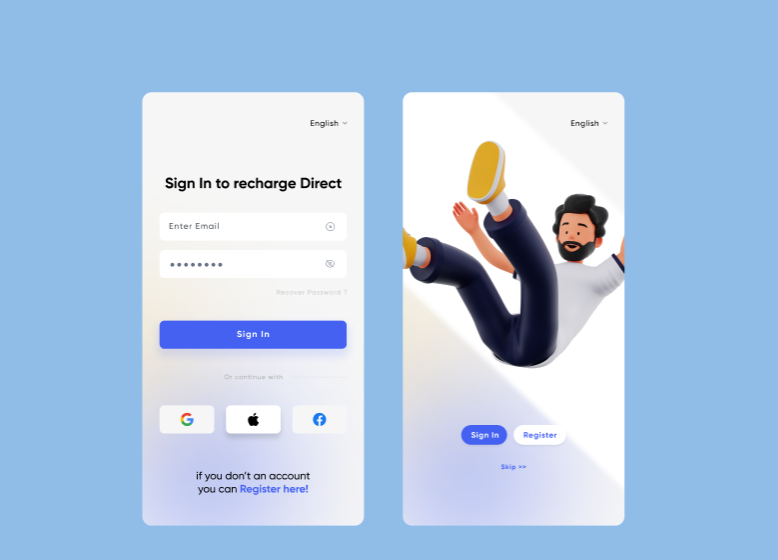 English
Sign In to recharge Direct
Enter Email
Recover Password ?
Sign In
Or continue with
if you don't an account
you can Register here!
English
Sign In
Register
Skip >>